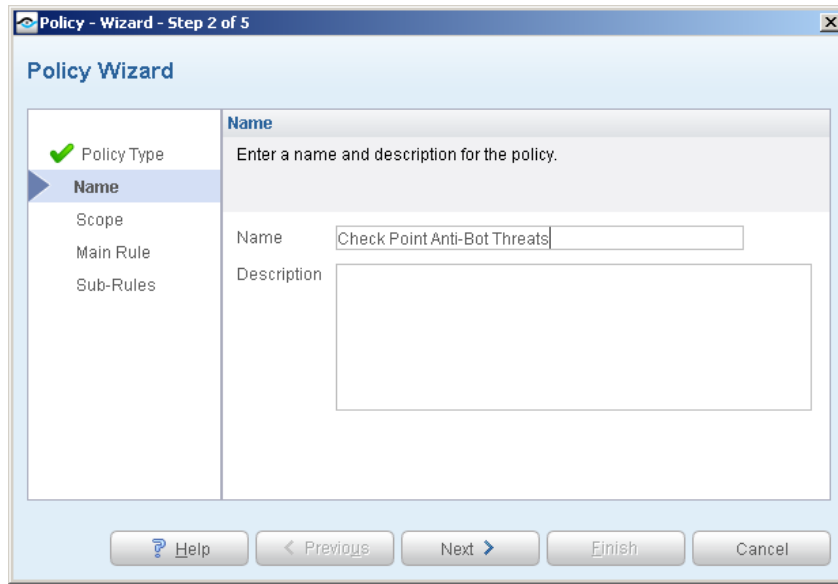 Policy - Wizard - Step 2 of 5
Policy Wizard
Policy Type
Name
Scope
Main Rule
Sub-Rules
Name
Enter a name and description for the policy.
Name
Check Point Anti-Bot Threats
Description
Help
Previous
Next
Finish
Cancel